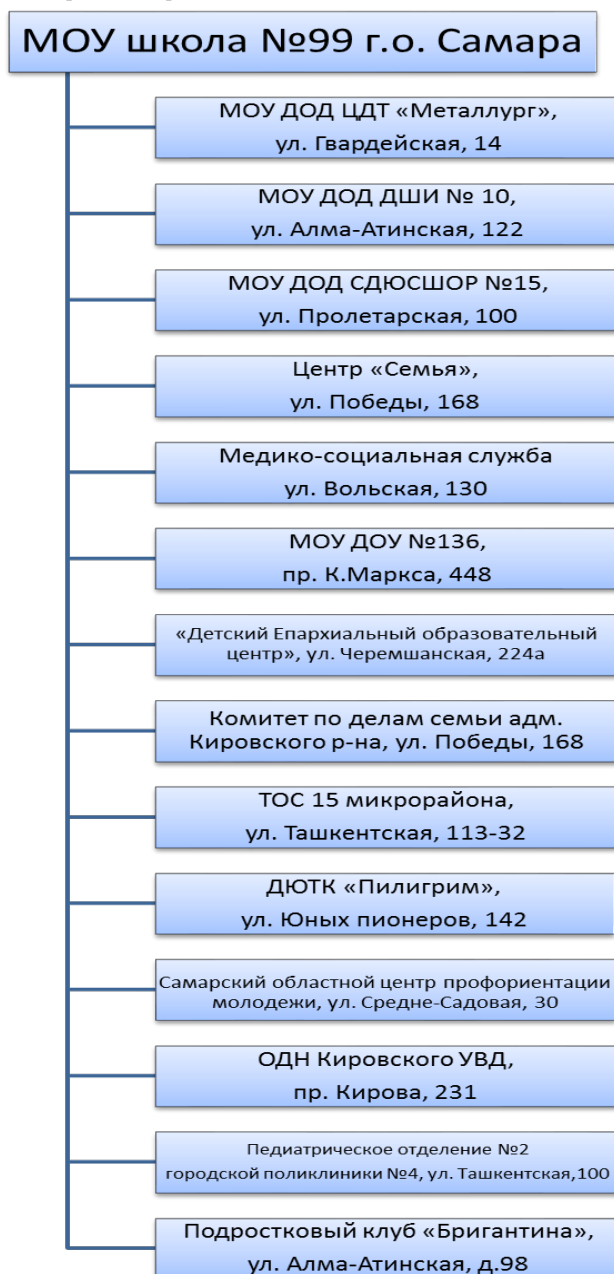 МОУ школа №99 г.о. Самара
МОУ ДОД ЦДТ «Металлург»,
ул. Гвардейская, 14
МОУ ДОД ДШИ № 10,
ул. Алма-Атинская, 122
МОУ ДОД СДЮСШОР №15,
ул. Пролетарская, 100
Центр «Семья»,
ул. Победы, 168
Медико-социальная служба
ул. Вольская, 130
МОУ ДОУ №136,
пр. К.Маркса, 448
«Детский Епархиальный образовательный
центр», ул. Черемшанская, 224а
Комитет по делам семьи адм.
Кировского р-на, ул. Победы, 168
ТОС 15 микрорайона,
ул. Ташкентская, 113-32
ДЮТК «Пилигрим»,
ул. Юных пионеров, 142
Самарский областной центр профориентации
молодежи, ул. Средне-Садовая, 30
ОДН Кировского УВД,
пр. Кирова, 231
Педиатрическое отделение №2
городской поликлиники №4, ул. Ташкентская,100
Подростковый клуб «Бригантина»,
ул. Алма-Атинская, д.98